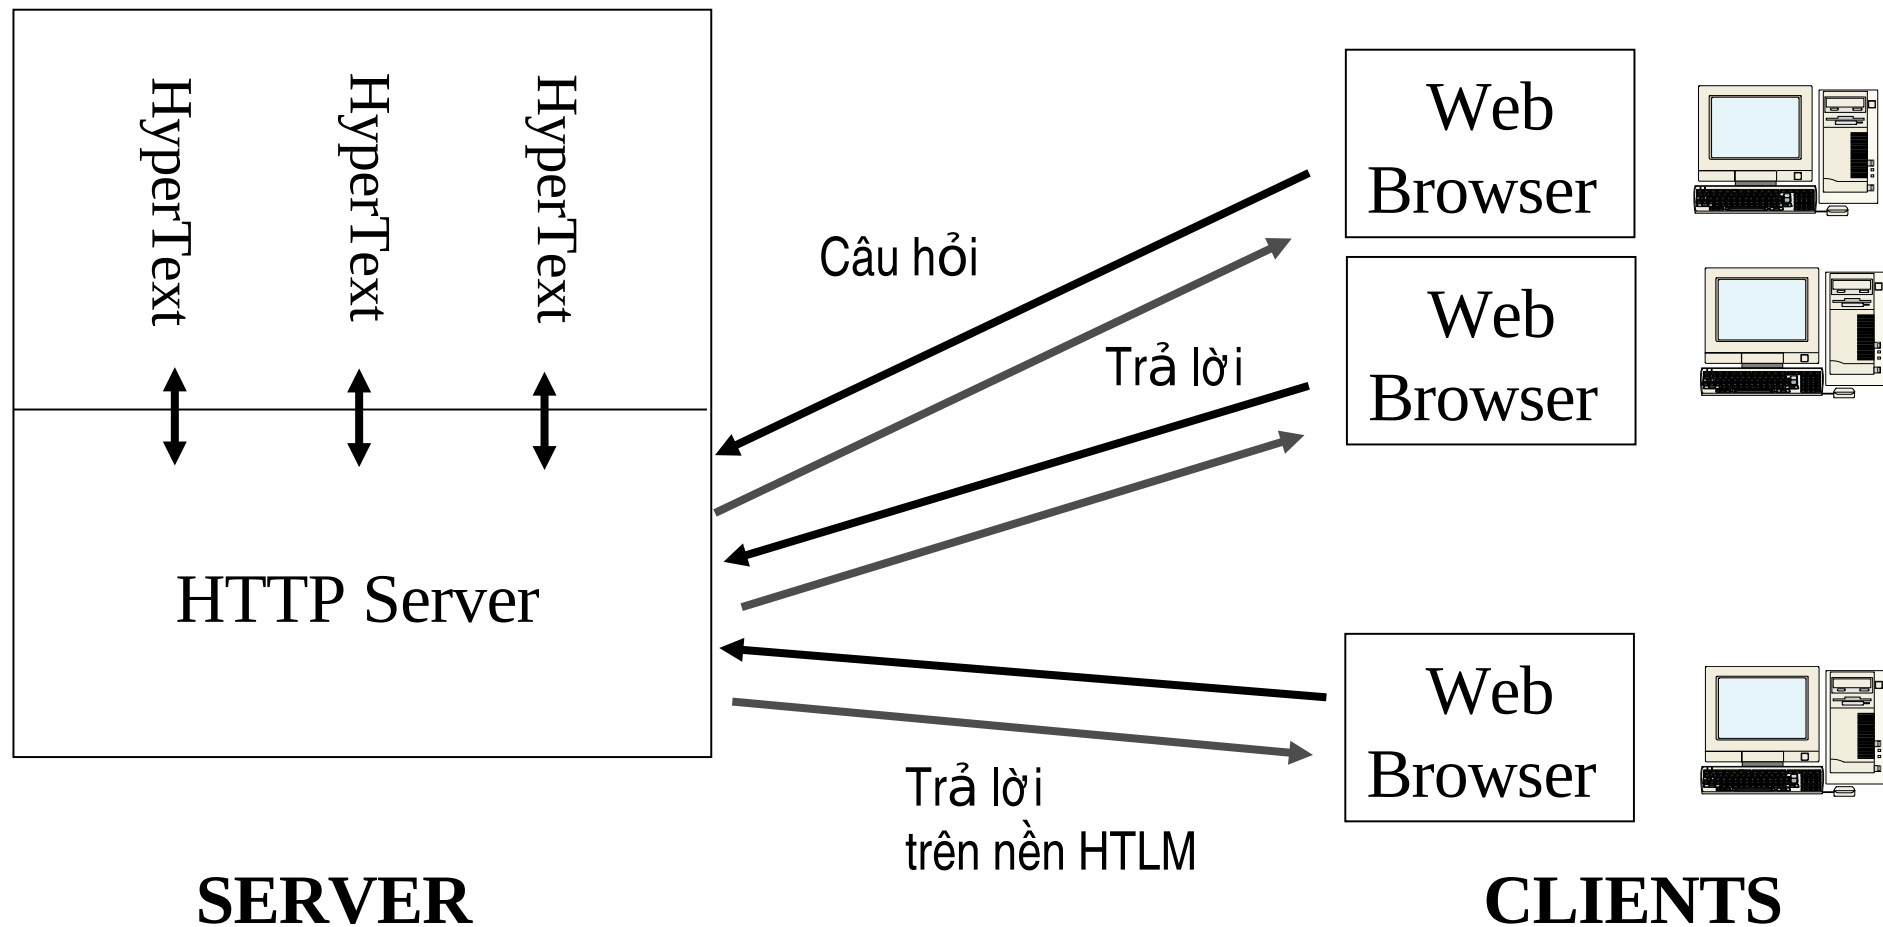 HyperText
HyperText
HyperText
HTTP Server
SERVER
Câu hỏi
Trả lời
Trả lời
trên nền HTLM
Web
Browser
Web
Browser
Web
Browser
CLIENTS